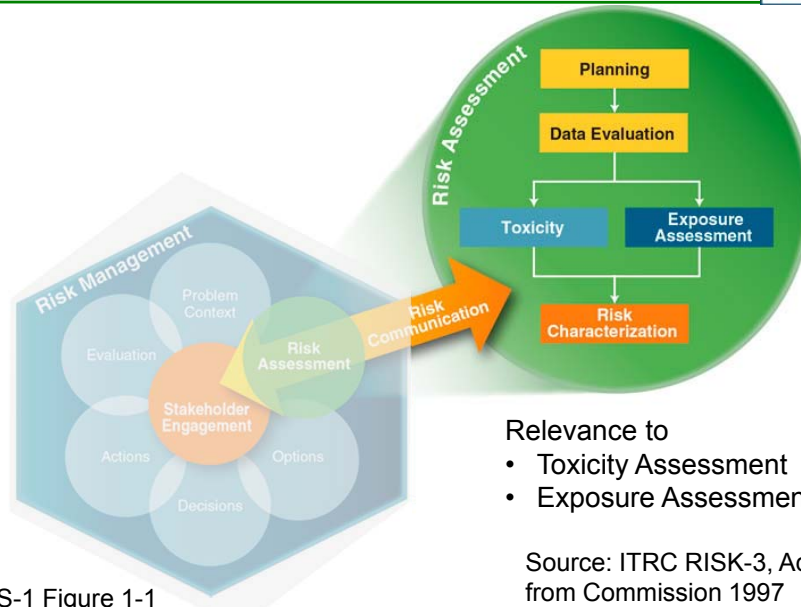 Risk Assessment
Planning
Data Evaluation
Toxicity
Exposure
Assessment
Risk
Characterization
Risk Management
Problem
Context
Evaluation
Risk
Assessment
Risk
Communication
Stakeholder
Engagement
Actions
Options
Decisions
Relevance to
• Toxicity Assessment
• Exposure Assessmen
Source: ITRC RISK-3, Ad
from Commission 1997
S-1 Figure 1-1